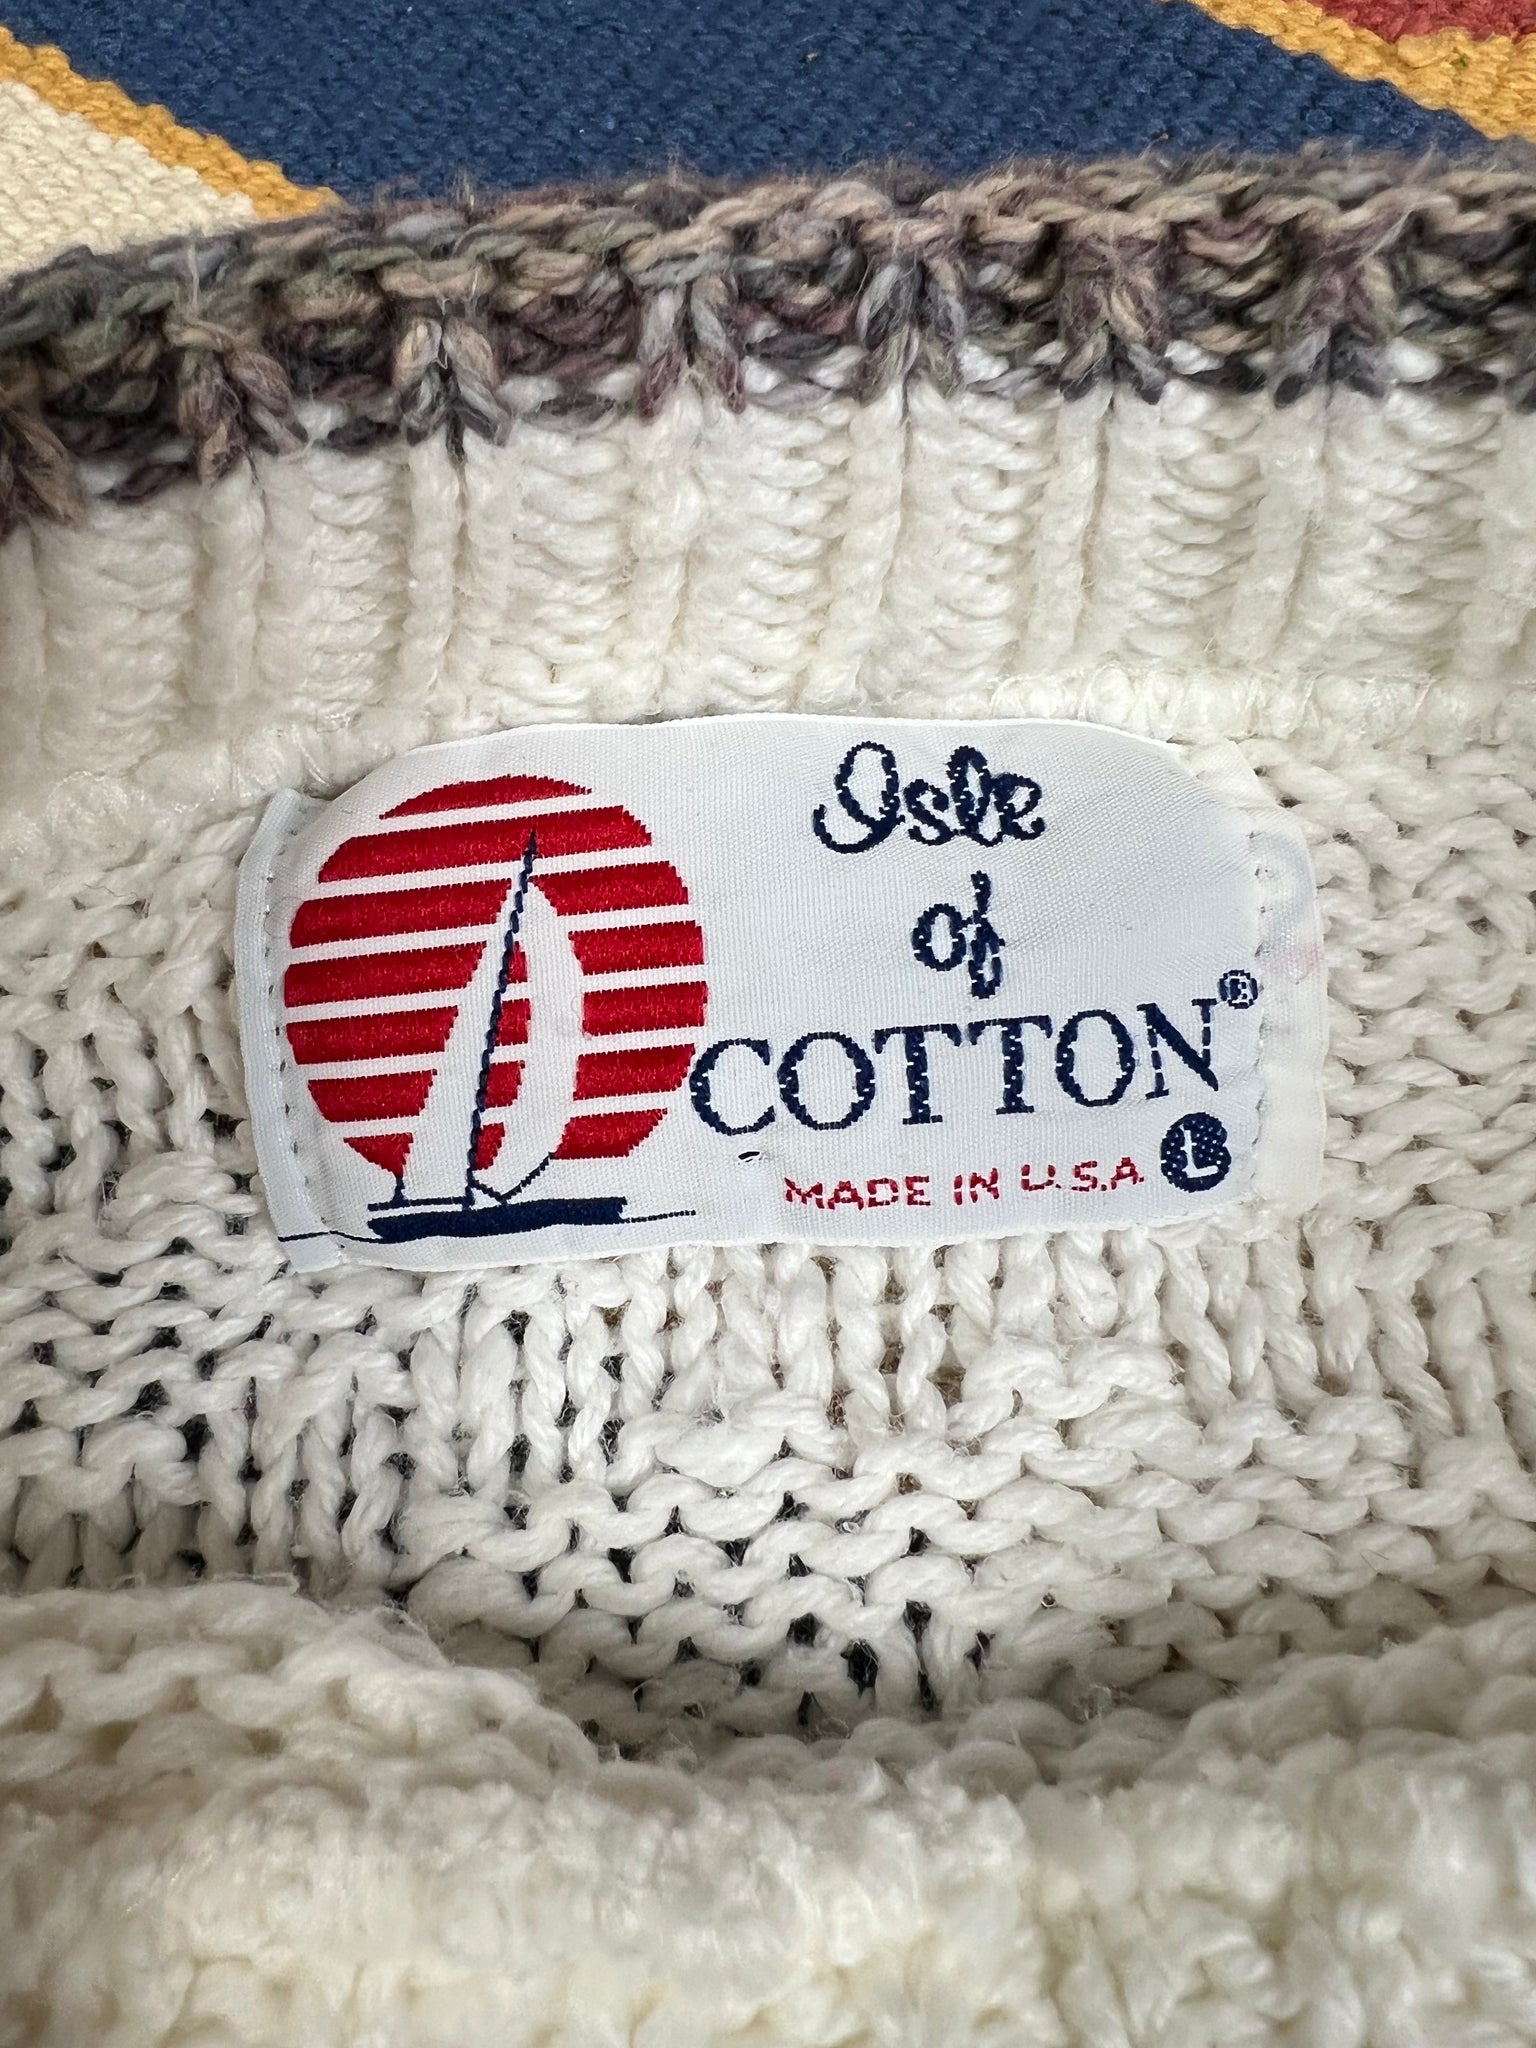 Isle
of
COTTON®
MADE IN U.S.A. L